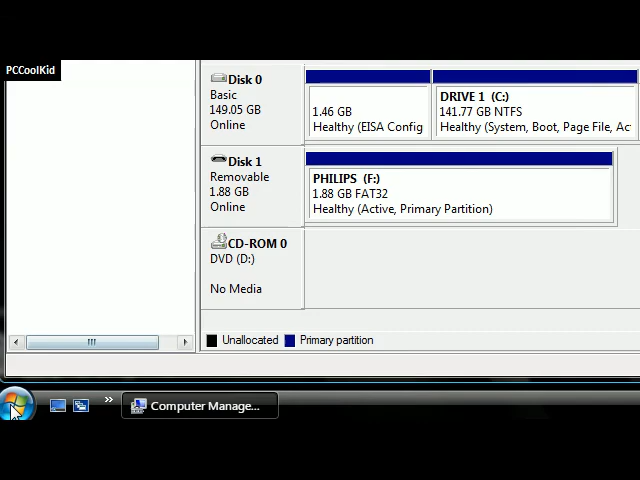 PCCoolKid
Disk 0
Basic
149.05 GB
Online
1.46 GB
Healthy (EISA Config
DRIVE 1 (C:)
141.77 GB NTFS
Healthy (System, Boot, Page File, Ac
Disk 1
Removable
1.88 GB
Online
PHILIPS (F:)
1.88 GB FAT32
Healthy (Active, Primary Partition)
CD-ROM 0
DVD (D:)
No Media
Unallocated
Primary partition
Computer Manage...